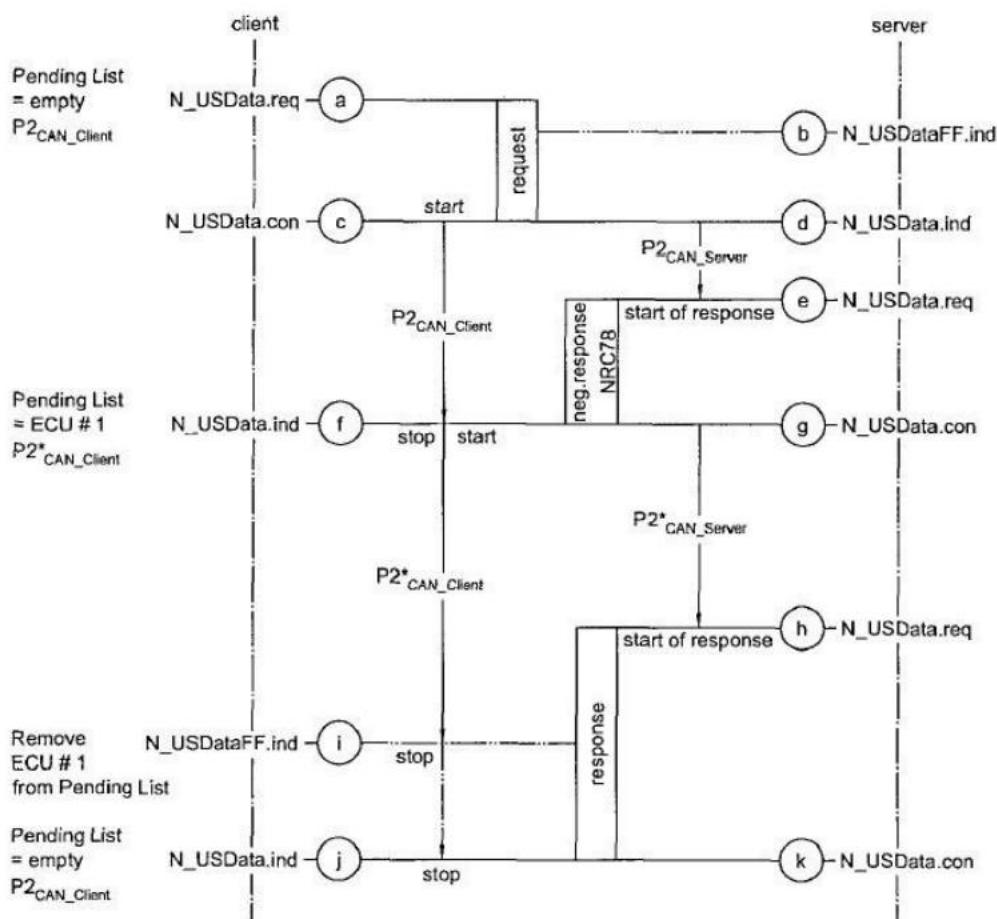 client
server
Pending List
= empty
P2CAN_Client
N_USData.req
a
b
N_USDataFF.ind
request
N_USData.con
c
start
d
N_USData.ind
P2CAN_Server
e
N_USData.req
start of response
P2CAN_Client
neg.response
NRC78
Pending List
= ECU # 1
P2*CAN_Client
N_USData.ind
f
stop
start
g
N_USData.con
P2*CAN_Server
P2*CAN_Client
h
N_USData.req
start of response
response
Remove
ECU # 1
from Pending List
N_USDataFF.ind
i
stop
Pending List
= empty
P2CAN_Client
N_USData.ind
j
stop
k
N_USData.con